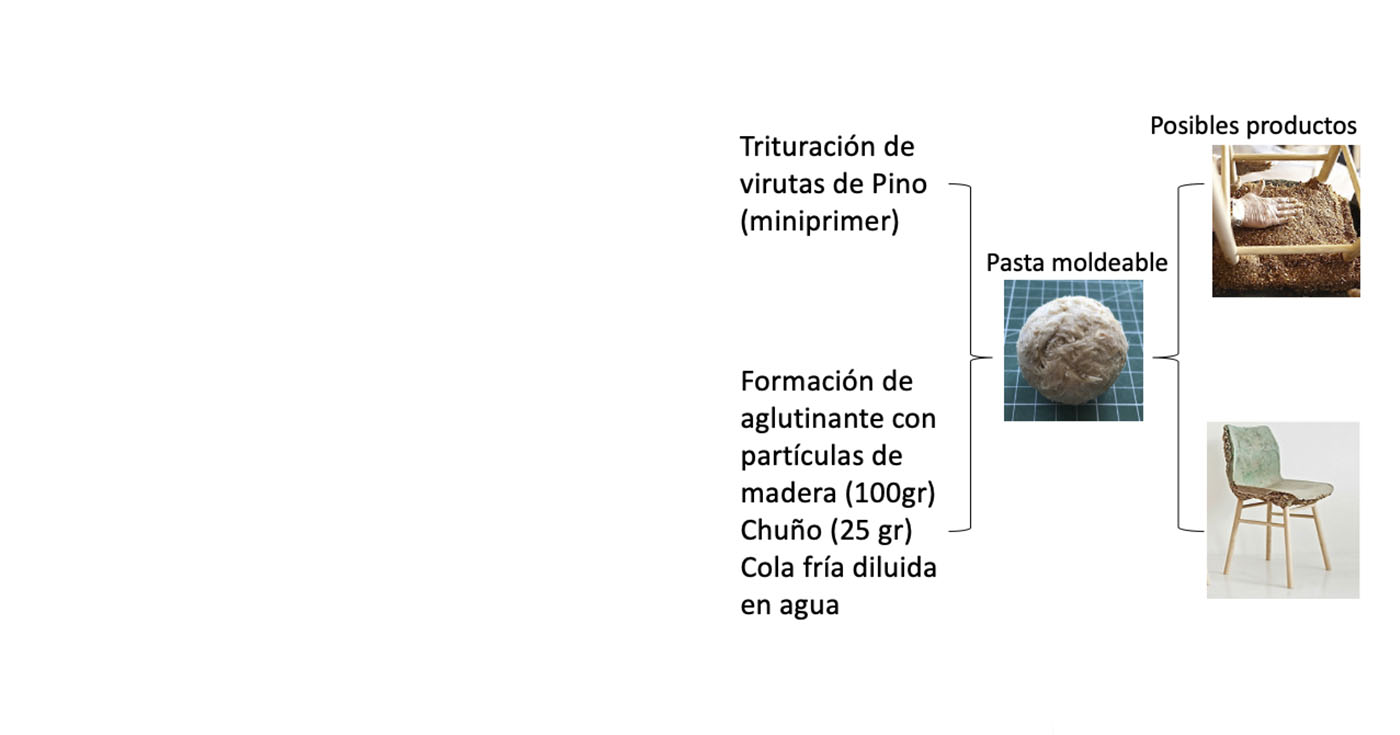 Posibles productos
Trituración de
virutas de Pino
(miniprimer)
Pasta moldeable
Formación de
aglutinante con
partículas de
madera (100gr)
Chuño (25 gr)
Cola fría diluida
en agua